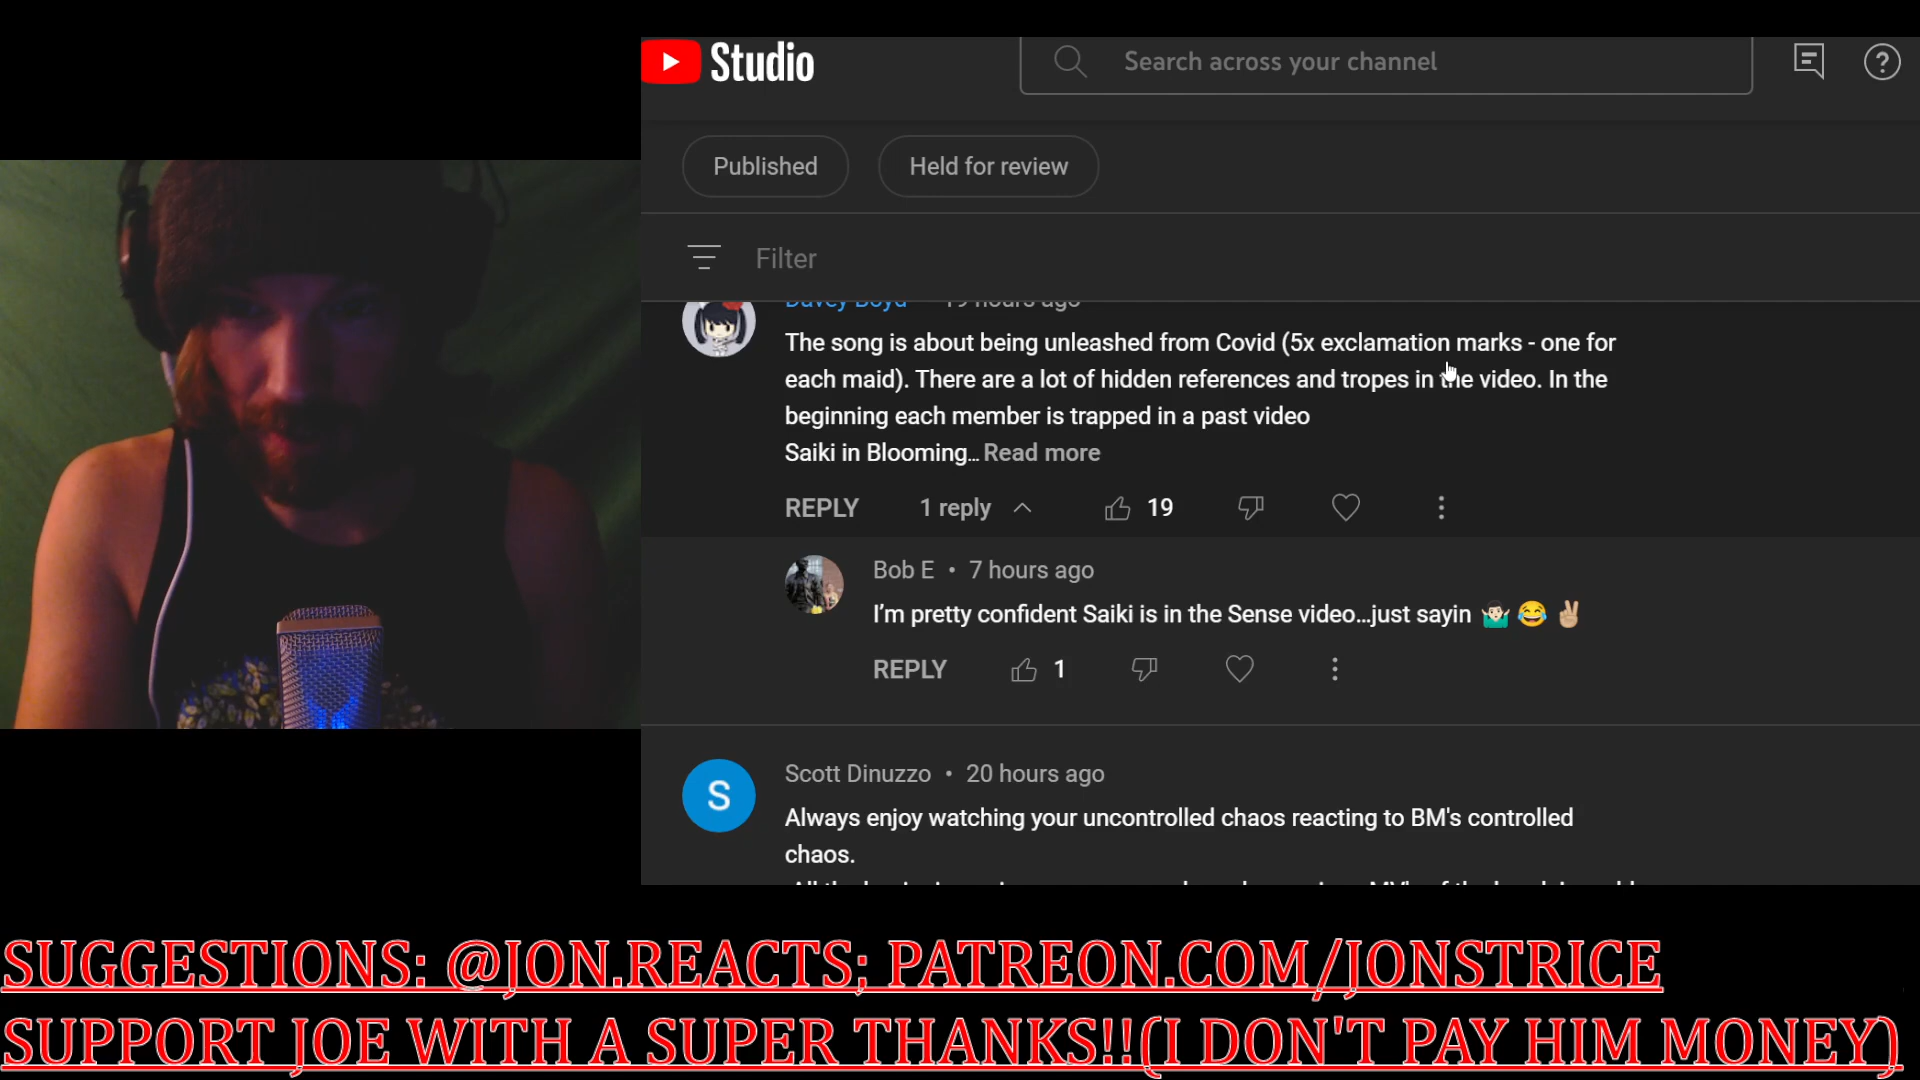 Studio
Search across your channel
Published
Held for review
Filter
Davey Boyd 19 hours ago
The song is about being unleashed from Covid (5x exclamation marks - one for
each maid). There are a lot of hidden references and tropes in the video. In the
beginning each member is trapped in a past video
Saiki in Blooming... Read more
REPLY 1 reply 19
Bob E • 7 hours ago
I'm pretty confident Saiki is in the Sense video...just sayin 🤷🏻‍♂️ 😂 ✌🏼
REPLY 1
S
Scott Dinuzzo • 20 hours ago
Always enjoy watching your uncontrolled chaos reacting to BM's controlled
chaos.
SUGGESTIONS: @JON.REACTS; PATREON.COM/JONSTRICE
SUPPORT JOE WITH A SUPER THANKS!!(I DON'T PAY HIM MONEY)